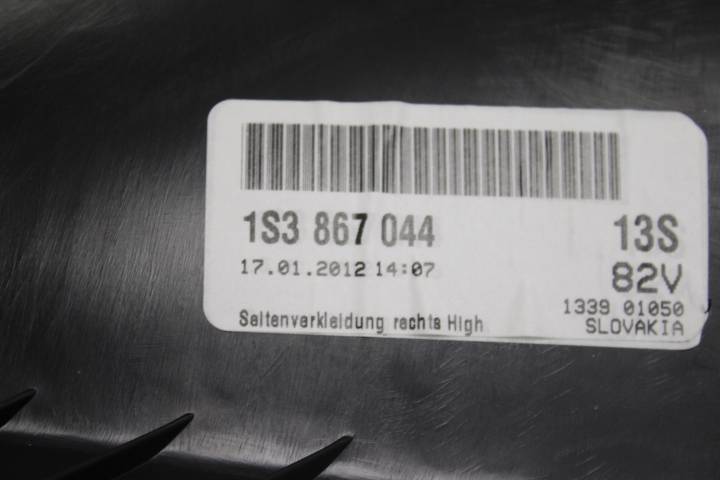 1S3 867 044 13S
17.01.2012 14:07 82V
1339 01050
Seitenverkleidung rechts High SLOVAKIA